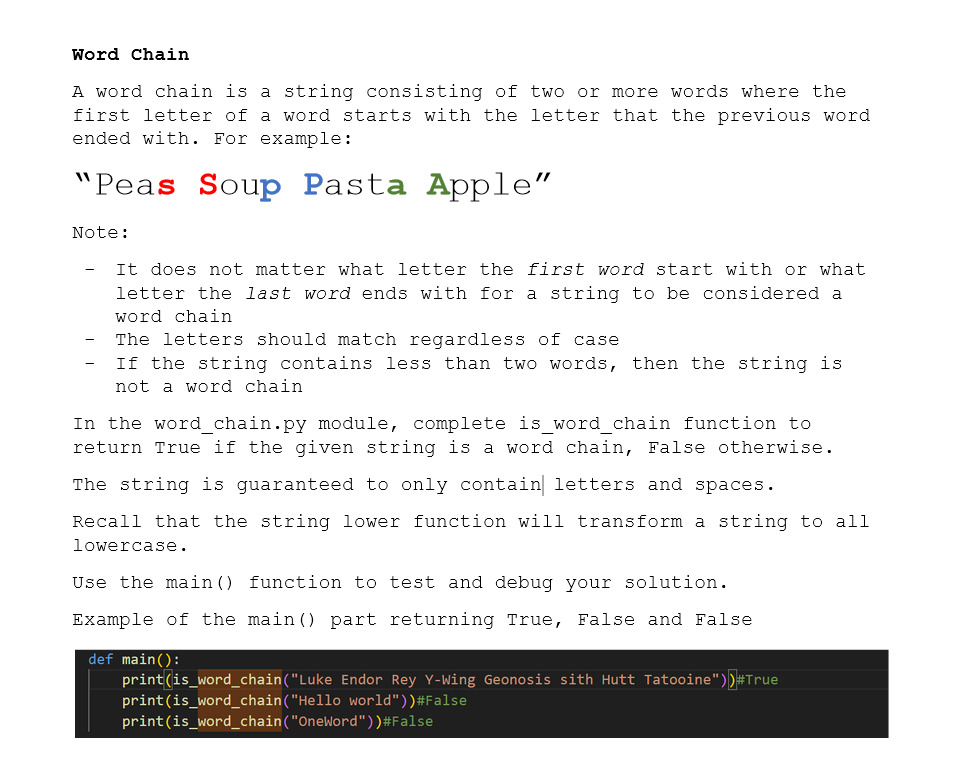 Word Chain
A word chain is a string consisting of two or more words where the
first letter of a word starts with the letter that the previous word
ended with. For example:
“Peas Soup Pasta Apple”
Note:
- It does not matter what letter the first word start with or what
letter the last word ends with for a string to be considered a
word chain
- The letters should match regardless of case
- If the string contains less than two words, then the string is
not a word chain
In the word_chain.py module, complete is_word_chain function to
return True if the given string is a word chain, False otherwise.
The string is guaranteed to only contain letters and spaces.
Recall that the string lower function will transform a string to all
lowercase.
Use the main() function to test and debug your solution.
Example of the main() part returning True, False and False
def main():
print(is_word_chain("Luke Endor Rey Y-Wing Geonosis sith Hutt Tatooine"))#True
print(is_word_chain("Hello world"))#False
print(is_word_chain("OneWord"))#False